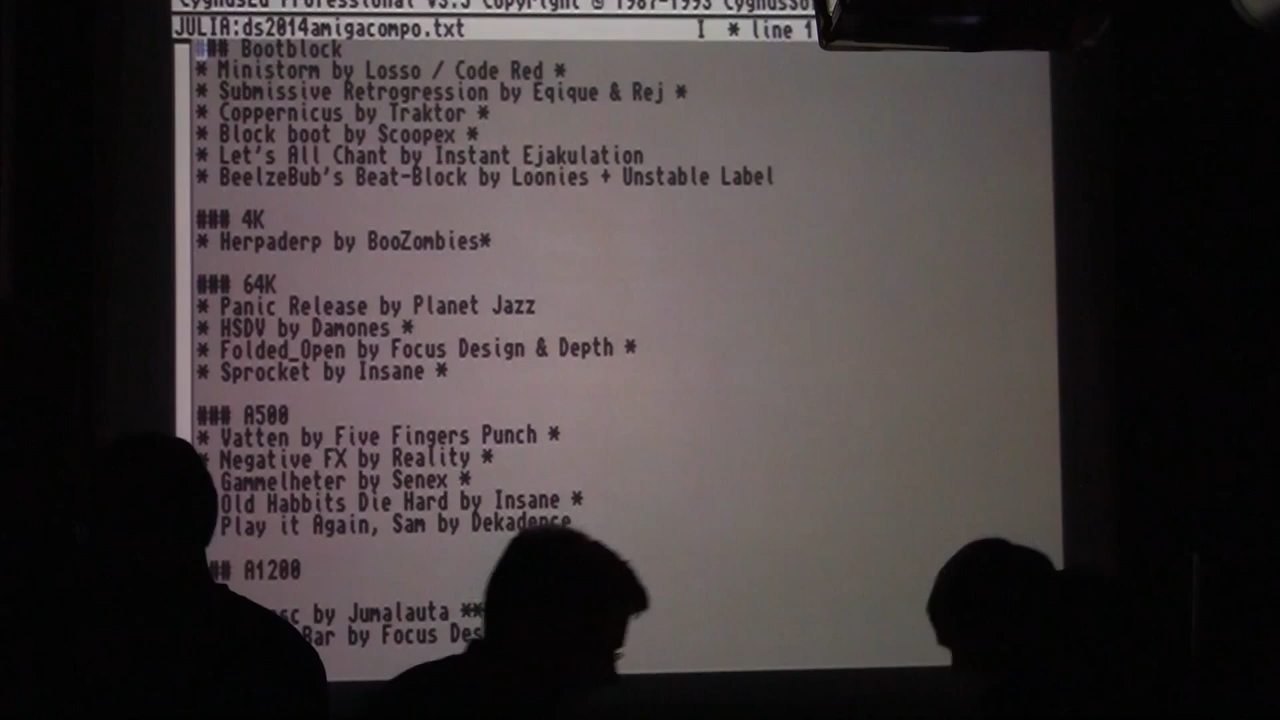 CygnusEd Professional v3.5 Copyright © 1987-1993 CygnusSo
JULIA:ds2014amigacompo.txt I * line 1
### Bootblock
* Ministorm by Losso / Code Red *
* Submissive Retrogression by Eqique & Rej *
* Coppernicus by Traktor *
* Block boot by Scoopex *
* Let's All Chant by Instant Ejakulation
* BeelzeBub's Beat-Block by Loonies + Unstable Label
### 4K
* Herpaderp by BooZombies*
### 64K
* Panic Release by Planet Jazz
* HSDV by Damones *
* Folded_Open by Focus Design & Depth *
* Sprocket by Insane *
### A500
* Vatten by Five Fingers Punch *
* Negative FX by Reality *
Gammelheter by Senex *
Old Habbits Die Hard by Insane *
Play it Again, Sam by Dekadence
## A1200
sc by Jumalauta **
Bar by Focus Des